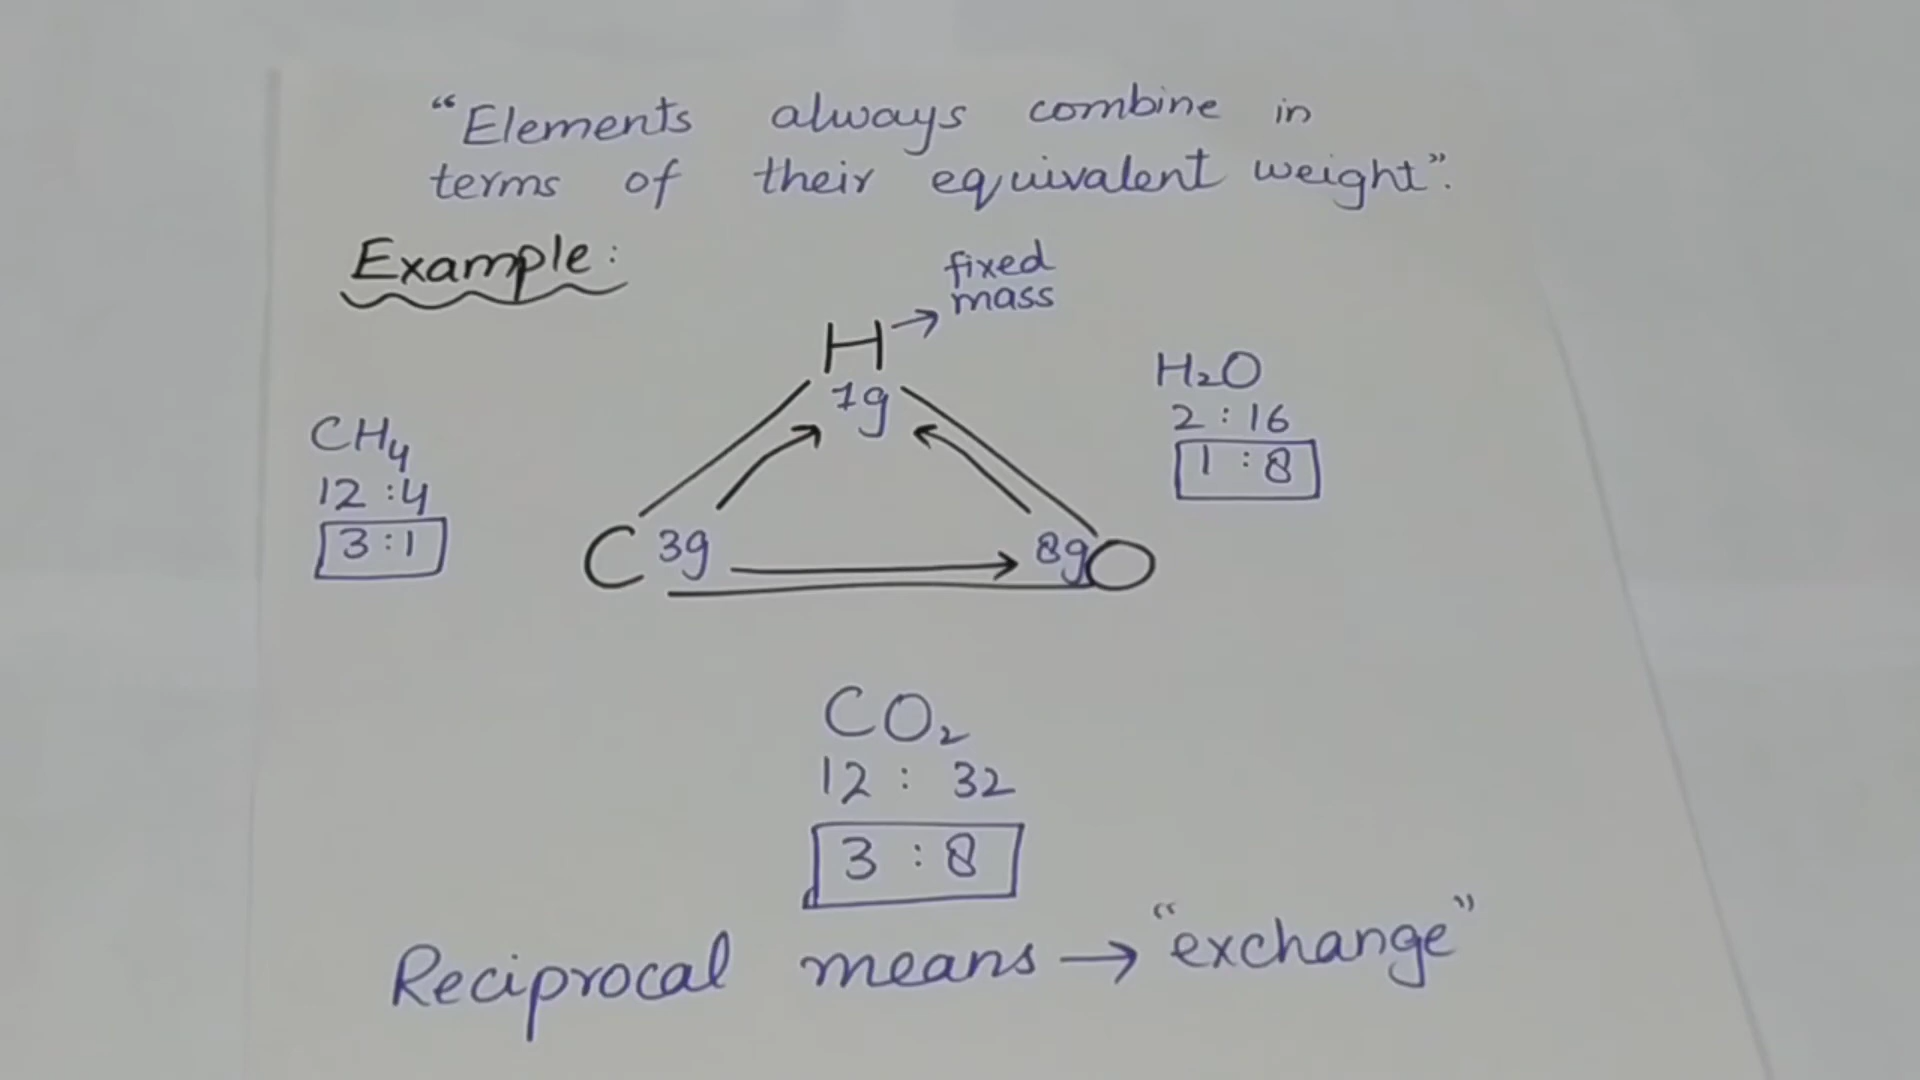 “Elements always combine in
terms of their equivalent weight”.
Example:
fixed
mass
H
1g
H₂O
2 : 16
1 : 8
CH₄
12 : 4
3 : 1
C 3g
8g O
CO₂
12 : 32
3 : 8
Reciprocal means → “exchange”